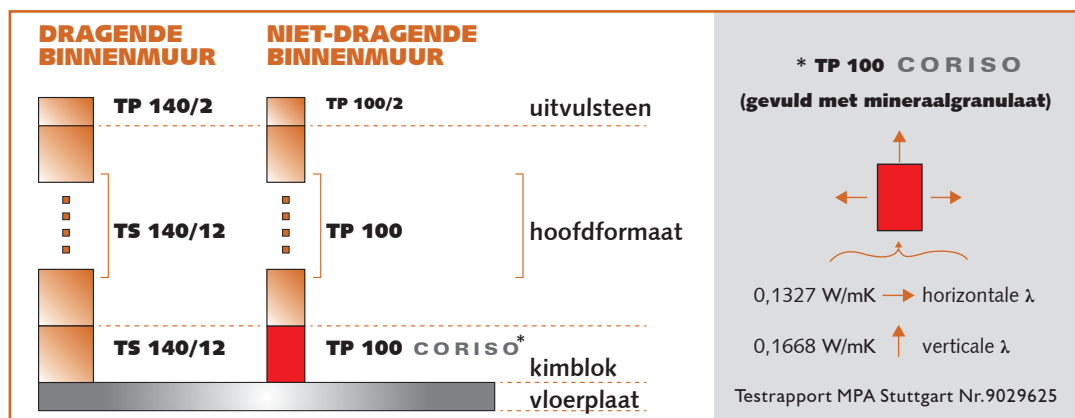 DRAGENDE
BINNENMUUR
NIET-DRAGENDE
BINNENMUUR
TP 140/2
TP 100/2
uitvulsteen
TS 140/12
TP 100
hoofdformaat
TS 140/12
TP 100 CORISO*
kimblok
vloerplaat
* TP 100 CORISO
(gevuld met mineraalgranulaat)
0,1327 W/mK → horizontale λ
0,1668 W/mK ↑ verticale λ
Testrapport MPA Stuttgart Nr.9029625